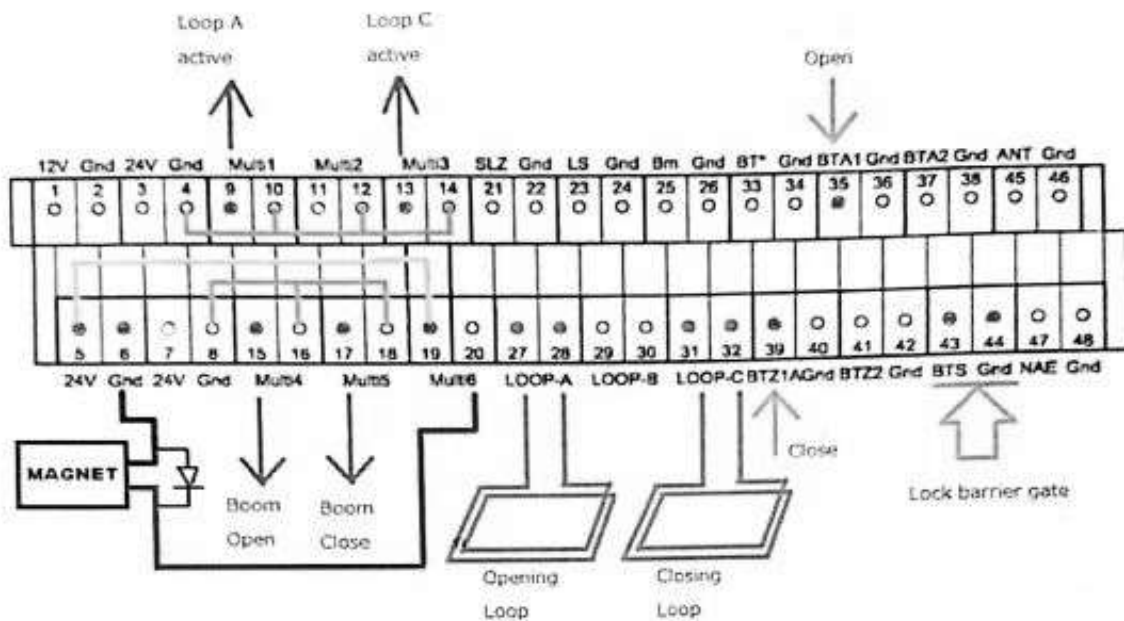 Loop A
active
Loop C
active
Open
12V Gnd 24V Gnd Multi1 Multi2 Multi3 SLZ Gnd LS Gnd Bm Gnd BT* Gnd BTA1 Gnd BTA2 Gnd ANT Gnd
1 2 3 4 9 10 11 12 13 14 21 22 23 24 25 26 33 34 35 36 37 38 45 46
5 6 7 8 15 16 17 18 19 20 27 28 29 30 31 32 39 40 41 42 43 44 47 48
24V Gnd 24V Gnd Multi4 Multi5 Multi6 LOOP-A LOOP-B LOOP-C BTZ1AGnd BTZ2 Gnd BTS Gnd NAE Gnd
MAGNET
Boom
Open
Boom
Close
Opening
Loop
Closing
Loop
Close
Lock barrier gate